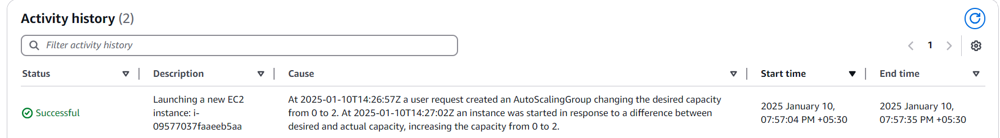 Activity history (2)
Filter activity history
1
Status Description Cause Start time End time
Successful
Launching a new EC2
instance: i-
09577037faaeeb5aa
At 2025-01-10T14:26:57Z a user request created an AutoScalingGroup changing the desired capacity
from 0 to 2. At 2025-01-10T14:27:02Z an instance was started in response to a difference between
desired and actual capacity, increasing the capacity from 0 to 2.
2025 January 10,
07:57:04 PM +05:30
2025 January 10,
07:57:35 PM +05:30